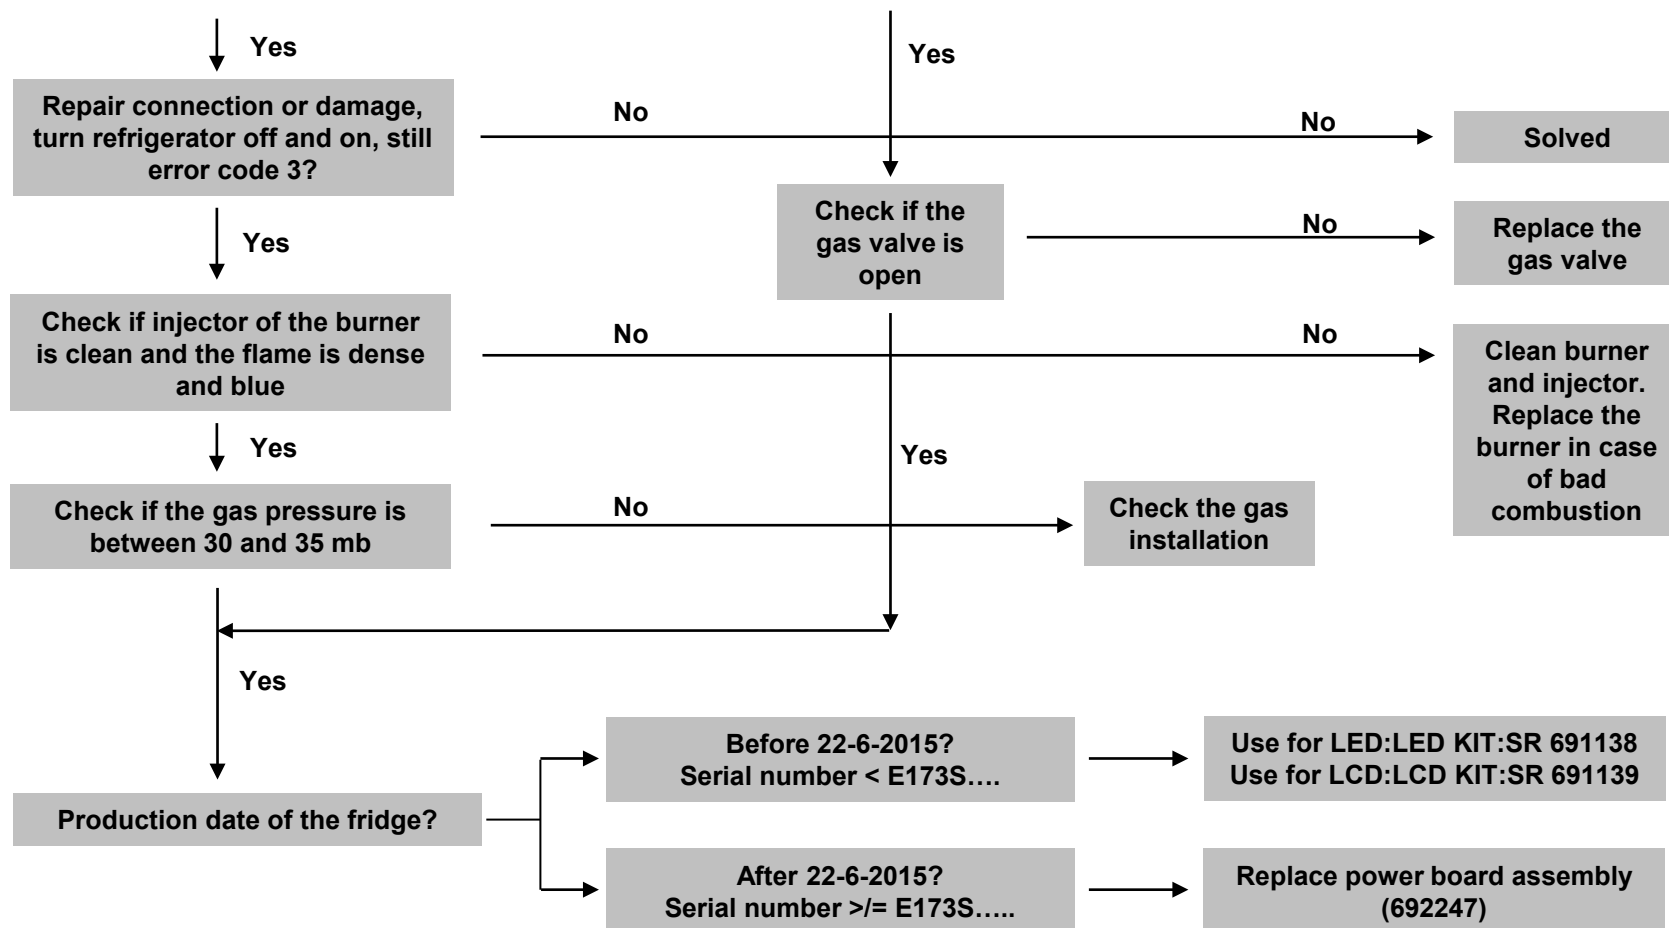 Yes
Yes
Repair connection or damage,
turn refrigerator off and on, still
error code 3?
No
No
Solved
Check if the
gas valve is
open
No
Replace the
gas valve
Yes
Check if injector of the burner
is clean and the flame is dense
and blue
No
No
Clean burner
and injector.
Replace the
burner in case
of bad
combustion
Yes
Yes
Check if the gas pressure is
between 30 and 35 mb
No
Check the gas
installation
Yes
Production date of the fridge?
Before 22-6-2015?
Serial number < E173S….
Use for LED:LED KIT:SR 691138
Use for LCD:LCD KIT:SR 691139
After 22-6-2015?
Serial number >/= E173S…..
Replace power board assembly
(692247)